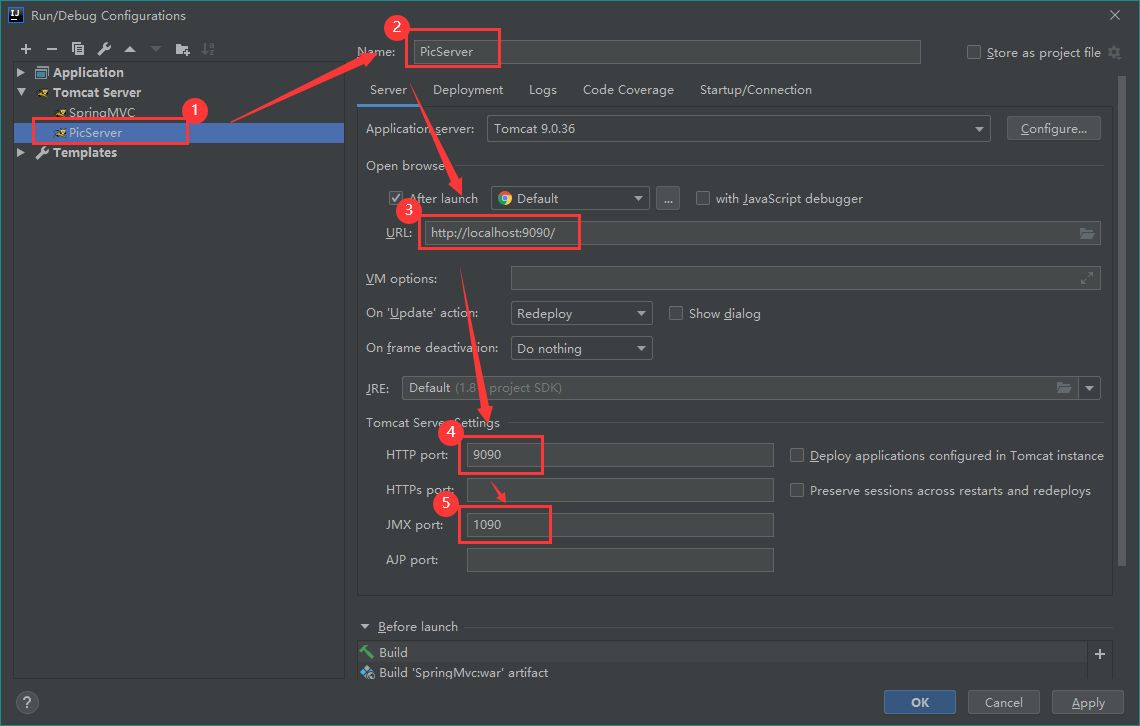 Run/Debug Configurations
Application
Tomcat Server
SpringMVC
PicServer
Templates
1
2
Name: PicServer
Store as project file
Server Deployment Logs Code Coverage Startup/Connection
Application server: Tomcat 9.0.36 Configure...
Open browse
After launch Default ... with JavaScript debugger
3
URL: http://localhost:9090/
VM options:
On 'Update' action: Redeploy Show dialog
On frame deactivation: Do nothing
JRE: Default (1.8 project SDK)
Tomcat Server Settings
4
HTTP port: 9090 Deploy applications configured in Tomcat instance
HTTPs port: Preserve sessions across restarts and redeploys
5
JMX port: 1090
AJP port:
Before launch
Build
Build 'SpringMvc:war' artifact
? OK Cancel Apply